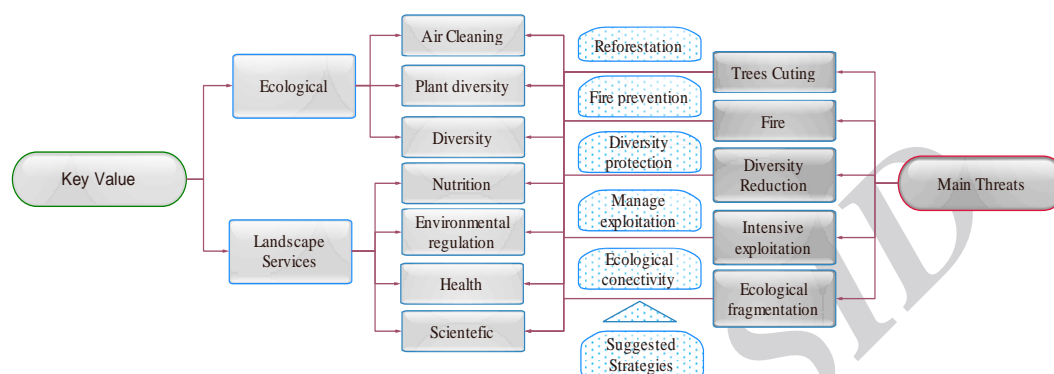 Key Value
Ecological
Landscape
Services
Air Cleaning
Plant diversity
Diversity
Nutrition
Environmental
regulation
Health
Scientefic
Reforestation
Fire prevention
Diversity
protection
Manage
exploitation
Ecological
conectivity
Suggested
Strategies
Trees Cuting
Fire
Diversity
Reduction
Intensive
exploitation
Ecological
fragmentation
Main Threats
SID